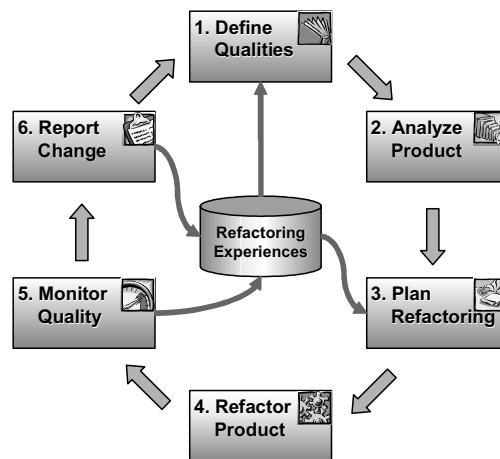 1. Define
Qualities
2. Analyze
Product
3. Plan
Refactoring
4. Refactor
Product
5. Monitor
Quality
6. Report
Change
Refactoring
Experiences